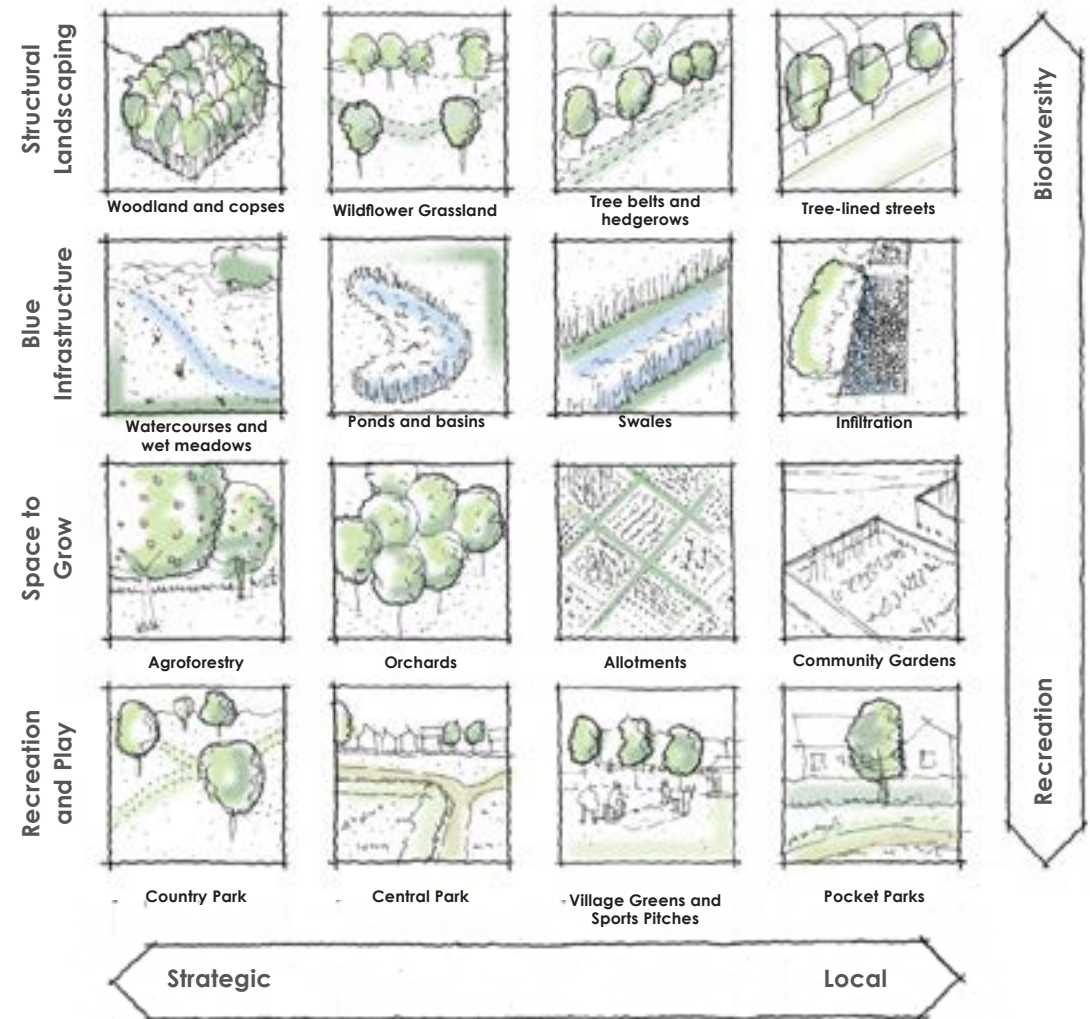 Structural
Landscaping
Woodland and copses
Wildflower Grassland
Tree belts and
hedgerows
Tree-lined streets
Blue
Infrastructure
Watercourses and
wet meadows
Ponds and basins
Swales
Infiltration
Space to
Grow
Agroforestry
Orchards
Allotments
Community Gardens
Recreation
and Play
Country Park
Central Park
Village Greens and
Sports Pitches
Pocket Parks
Biodiversity
Recreation
Strategic
Local